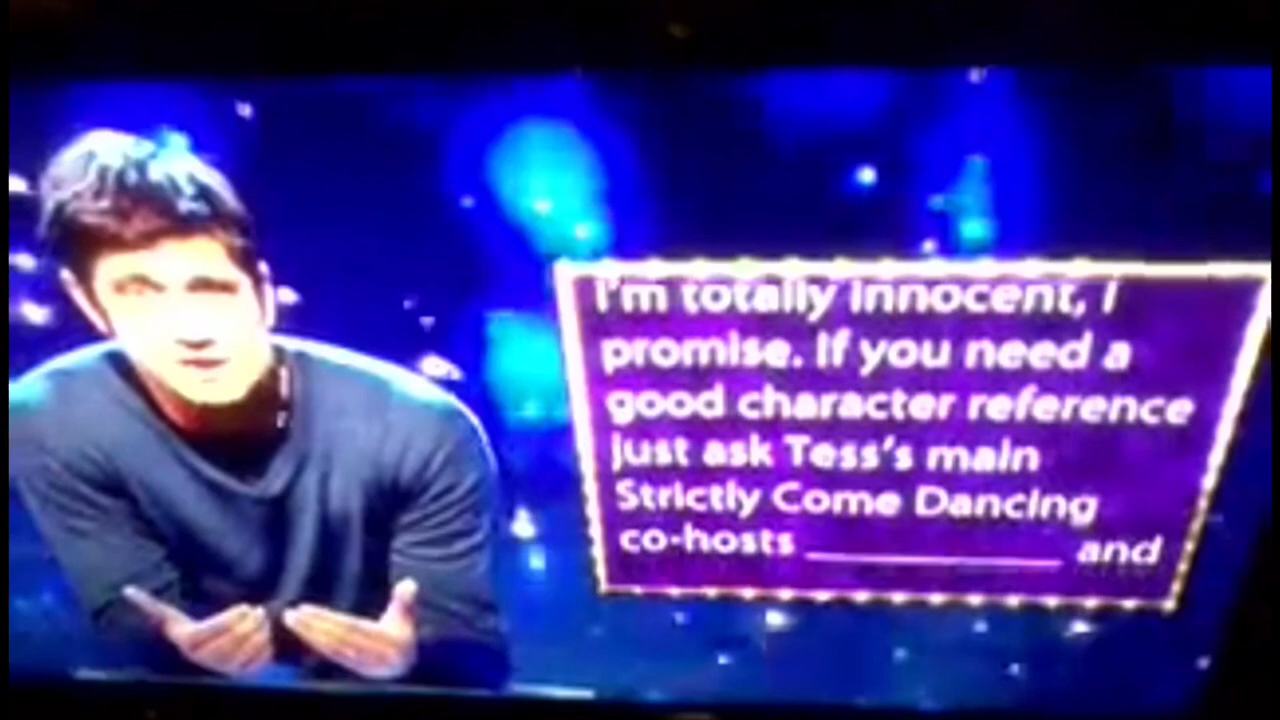 I'm totally innocent, I
promise. If you need a
good character reference
just ask Tess's main
Strictly Come Dancing
co-hosts __________ and